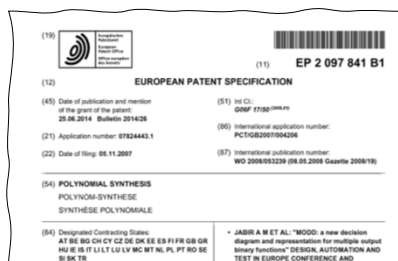 (19)
Europäisches
Patentamt
European
Patent Office
Office européen
des brevets
(11) EP 2 097 841 B1
(12) EUROPEAN PATENT SPECIFICATION
(45) Date of publication and mention
of the grant of the patent:
25.06.2014 Bulletin 2014/26
(21) Application number: 07824443.1
(22) Date of filing: 05.11.2007
(51) Int Cl.:
G06F 17/50 (2006.01)
(86) International application number:
PCT/GB2007/004206
(87) International publication number:
WO 2008/053239 (08.05.2008 Gazette 2008/19)
(54) POLYNOMIAL SYNTHESIS
POLYNOM-SYNTHESE
SYNTHÈSE POLYNOMIALE
(84) Designated Contracting States:
AT BE BG CH CY CZ DE DK EE ES FI FR GB GR
HU IE IS IT LI LT LU LV MC MT NL PL PT RO SE
SI SK TR
• JABIR A M ET AL: "MOOD: a new decision
diagram and representation for multiple output
binary functions" DESIGN, AUTOMATION AND
TEST IN EUROPE CONFERENCE AND